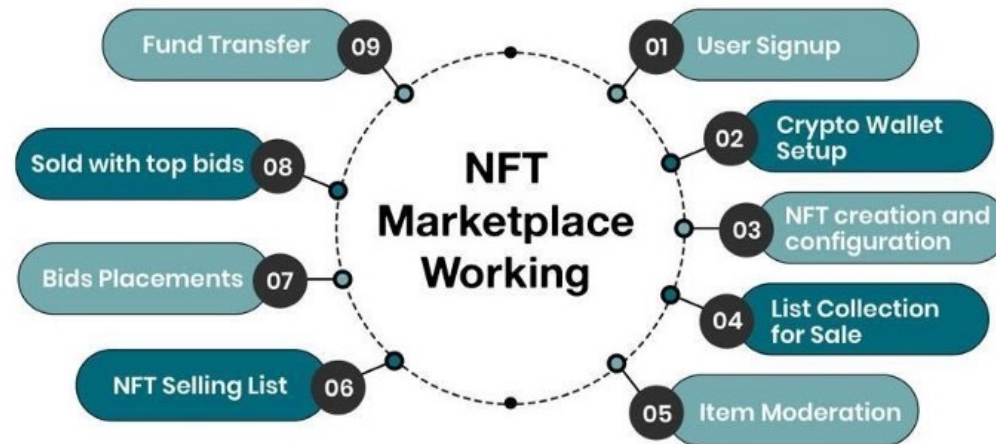 NFT
Marketplace
Working
01
User Signup
02
Crypto Wallet
Setup
03
NFT creation and
configuration
04
List Collection
for Sale
05
Item Moderation
06
NFT Selling List
07
Bids Placements
08
Sold with top bids
09
Fund Transfer